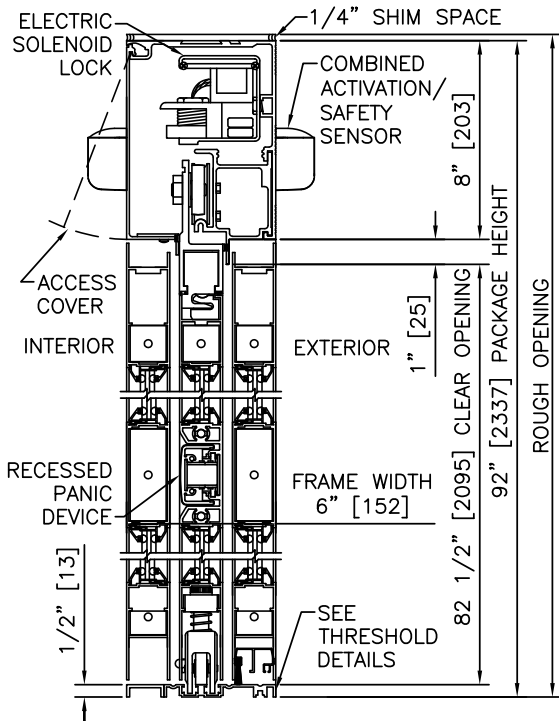 ELECTRIC
SOLENOID
LOCK
1/4" SHIM SPACE
COMBINED
ACTIVATION/
SAFETY
SENSOR
8" [203]
ACCESS
COVER
INTERIOR
EXTERIOR
1" [25]
82 1/2" [2095] CLEAR OPENING
92" [2337] PACKAGE HEIGHT
ROUGH OPENING
RECESSED
PANIC
DEVICE
FRAME WIDTH
6" [152]
1/2" [13]
SEE
THRESHOLD
DETAILS